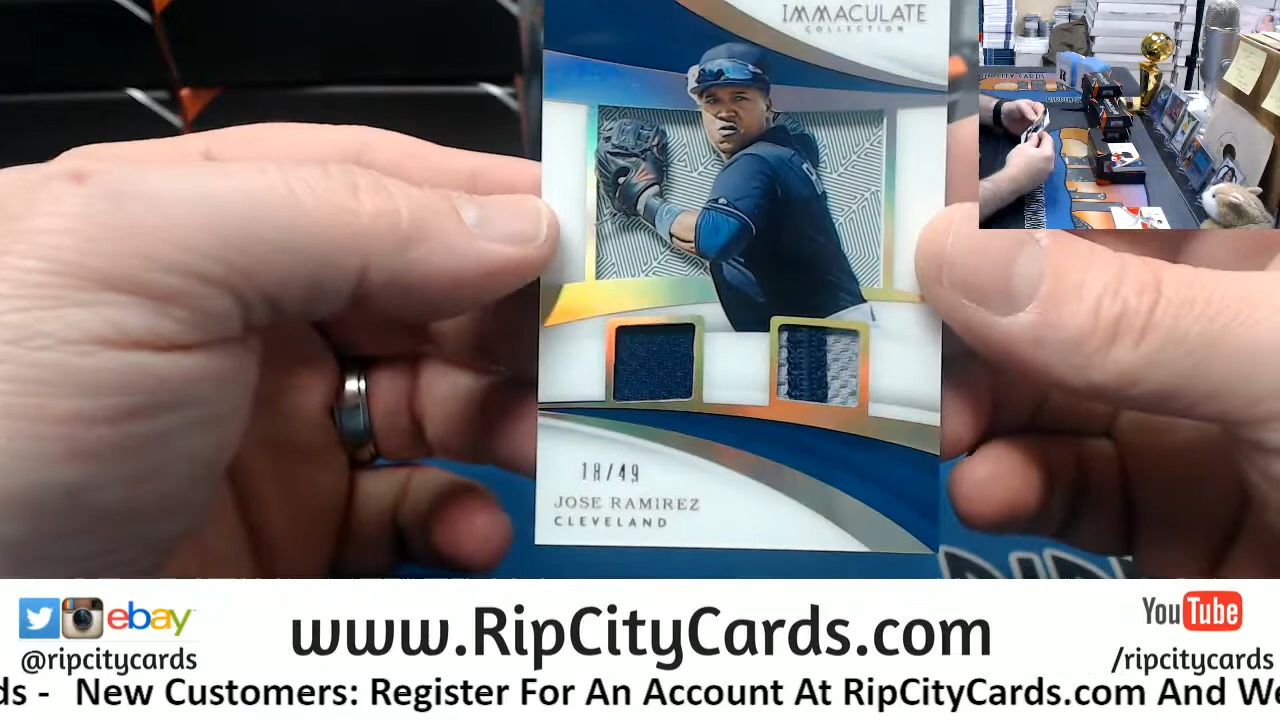 IMMACULATE
COLLECTION
18/49
JOSE RAMIREZ
CLEVELAND
ebay
@ripcitycards
www.RipCityCards.com
YouTube
/ripcitycards
ds - New Customers: Register For An Account At RipCityCards.com And We